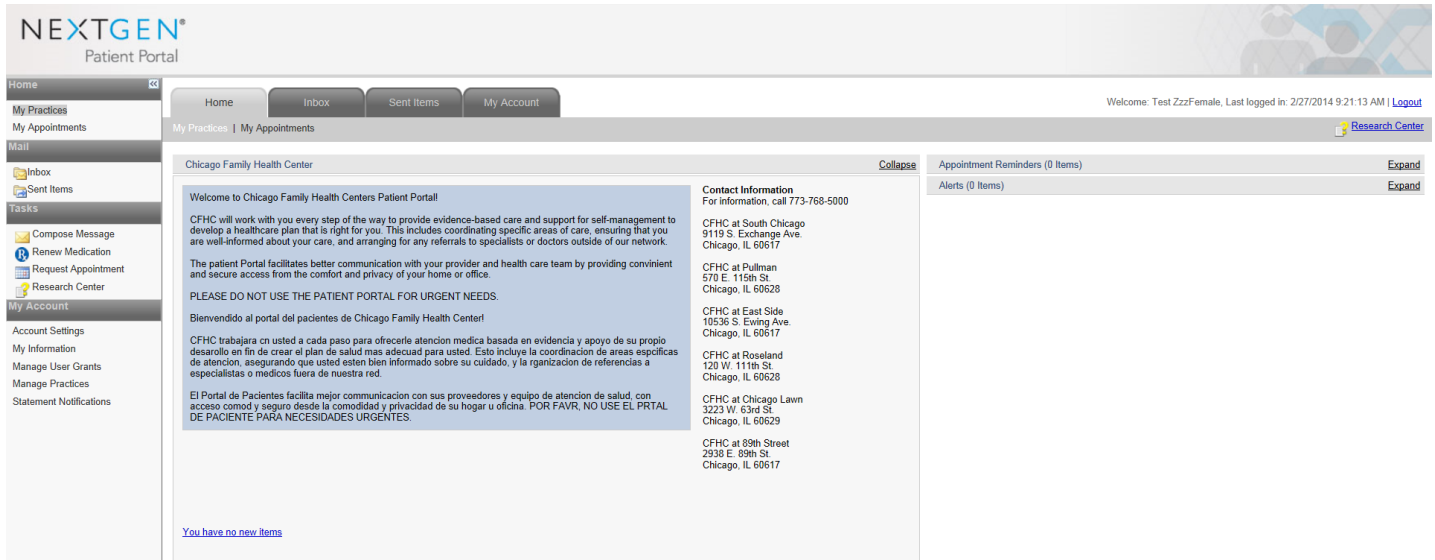 NEXTGEN®
Patient Portal
Home
My Practices
My Appointments
Mail
Inbox
Sent Items
Tasks
Compose Message
Renew Medication
Request Appointment
Research Center
My Account
Account Settings
My Information
Manage User Grants
Manage Practices
Statement Notifications
Home Inbox Sent Items My Account
Welcome: Test ZzzFemale, Last logged in: 2/27/2014 9:21:13 AM | Logout
My Practices | My Appointments
Research Center
Chicago Family Health Center Collapse
Welcome to Chicago Family Health Centers Patient Portal!
CFHC will work with you every step of the way to provide evidence-based care and support for self-management to
develop a healthcare plan that is right for you. This includes coordinating specific areas of care, ensuring that you
are well-informed about your care, and arranging for any referrals to specialists or doctors outside of our network.
The patient Portal facilitates better communication with your provider and health care team by providing convinient
and secure access from the comfort and privacy of your home or office.
PLEASE DO NOT USE THE PATIENT PORTAL FOR URGENT NEEDS.
Bienvendido al portal del pacientes de Chicago Family Health Center!
CFHC trabajara cn usted a cada paso para ofrecerle atencion medica basada en evidencia y apoyo de su propio
desarollo en fin de crear el plan de salud mas adecuad para usted. Esto incluye la coordinacion de areas espcificas
de atencion, asegurando que usted esten bien informado sobre su cuidado, y la rganizacion de referencias a
especialistas o medicos fuera de nuestra red.
El Portal de Pacientes facilita mejor communicacion con sus proveedores y equipo de atencion de salud, con
acceso comod y seguro desde la comodidad y privacidad de su hogar u oficina. POR FAVR, NO USE EL PRTAL
DE PACIENTE PARA NECESIDADES URGENTES.
You have no new items
Contact Information
For information, call 773-768-5000
CFHC at South Chicago
9119 S. Exchange Ave.
Chicago, IL 60617
CFHC at Pullman
570 E. 115th St.
Chicago, IL 60628
CFHC at East Side
10536 S. Ewing Ave.
Chicago, IL 60617
CFHC at Roseland
120 W. 111th St.
Chicago, IL 60628
CFHC at Chicago Lawn
3223 W. 63rd St.
Chicago, IL 60629
CFHC at 89th Street
2938 E. 89th St.
Chicago, IL 60617
Appointment Reminders (0 Items) Expand
Alerts (0 Items) Expand